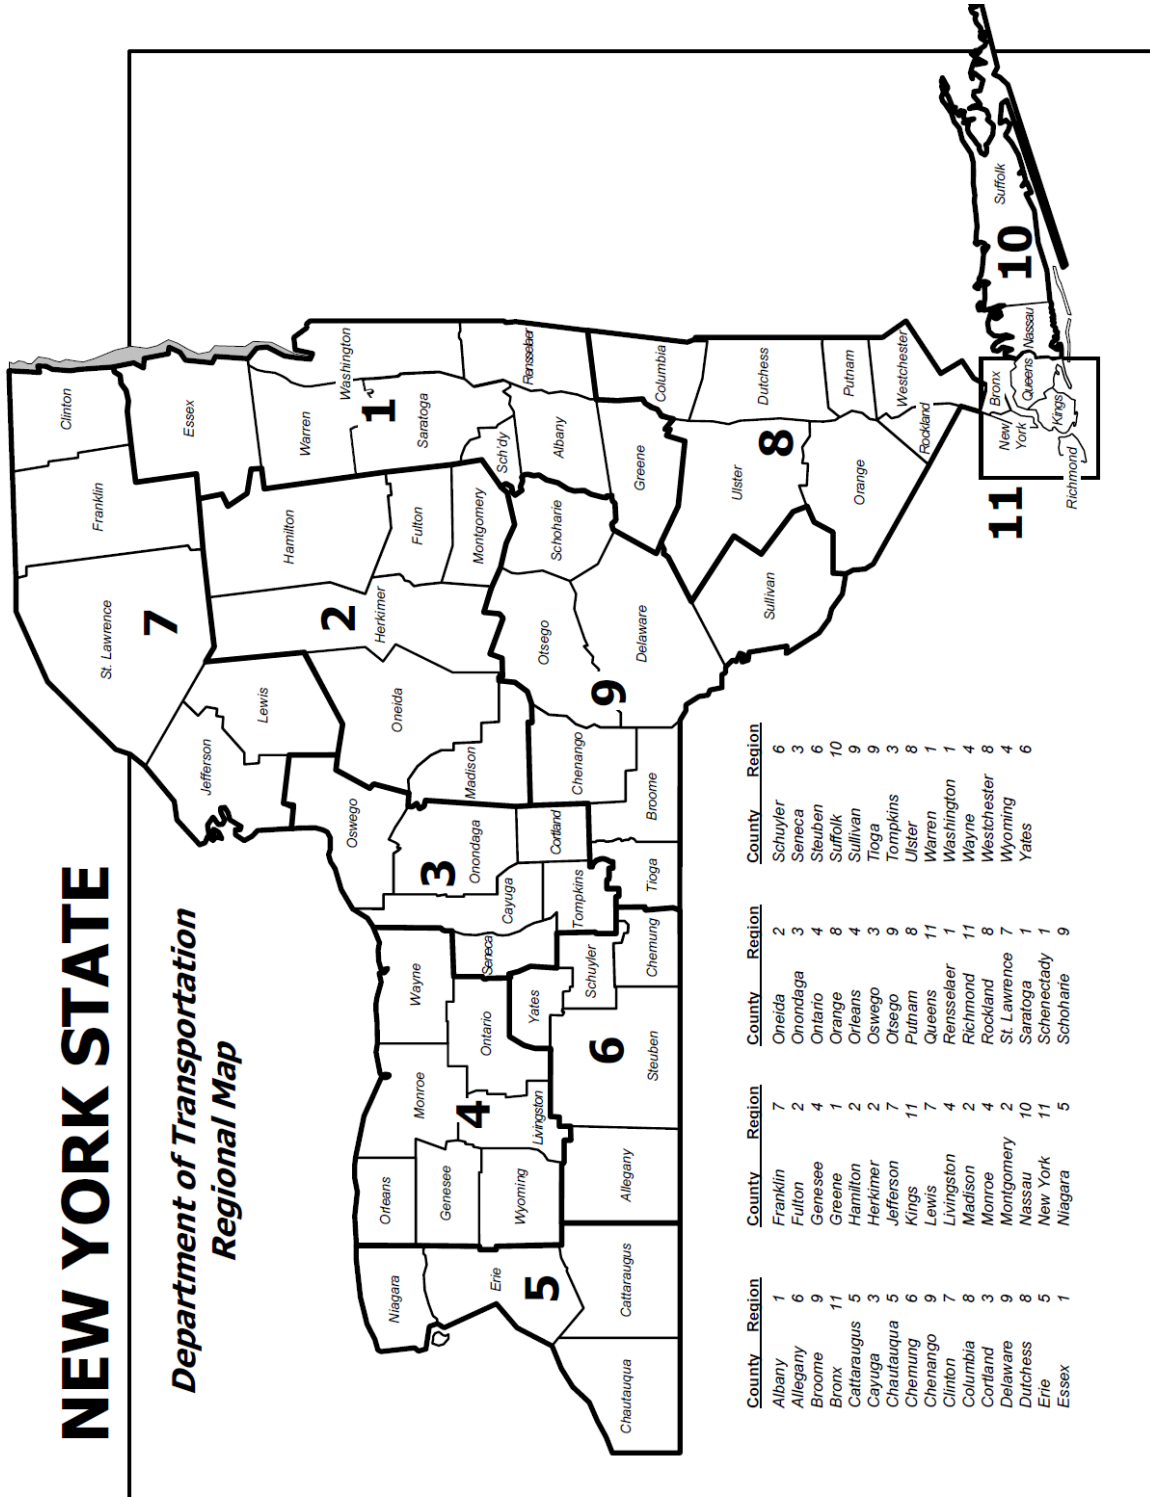 NEW YORK STATE
Department of Transportation
Regional Map
Clinton
Franklin
St. Lawrence
7
Essex
Jefferson
Lewis
Hamilton
Warren
Washington
2
Herkimer
1
Oswego
Oneida
Fulton
Saratoga
Niagara
Orleans
Monroe
Wayne
3
Onondaga
Madison
Montgomery
Sch'dy
Rensselaer
Genesee
4
Ontario
Seneca
Cayuga
Cortland
Otsego
Schoharie
Albany
Erie
5
Wyoming
Livingston
Yates
Tompkins
Chenango
9
Delaware
Greene
Columbia
Chautauqua
Cattaraugus
Allegany
6
Steuben
Schuyler
Chemung
Tioga
Broome
Ulster
8
Dutchess
Sullivan
Orange
Putnam
Rockland
Westchester
11
New
York
Bronx
Queens
Kings
Richmond
Nassau
10
Suffolk
County Region County Region County Region County Region
Albany 1 Franklin 7 Oneida 2 Schuyler 6
Allegany 6 Fulton 2 Onondaga 3 Seneca 3
Broome 9 Genesee 4 Ontario 4 Steuben 6
Bronx 11 Greene 1 Orange 8 Suffolk 10
Cattaraugus 5 Hamilton 2 Orleans 4 Sullivan 9
Cayuga 3 Herkimer 2 Oswego 3 Tioga 9
Chautauqua 5 Jefferson 7 Otsego 9 Tompkins 3
Chemung 6 Kings 11 Putnam 8 Ulster 8
Chenango 9 Lewis 7 Queens 11 Warren 1
Clinton 7 Livingston 4 Rensselaer 1 Washington 1
Columbia 8 Madison 2 Richmond 11 Wayne 4
Cortland 3 Monroe 4 Rockland 8 Westchester 8
Delaware 9 Montgomery 2 St. Lawrence 7 Wyoming 4
Dutchess 8 Nassau 10 Saratoga 1 Yates 6
Erie 5 New York 11 Schenectady 1
Essex 1 Niagara 5 Schoharie 9